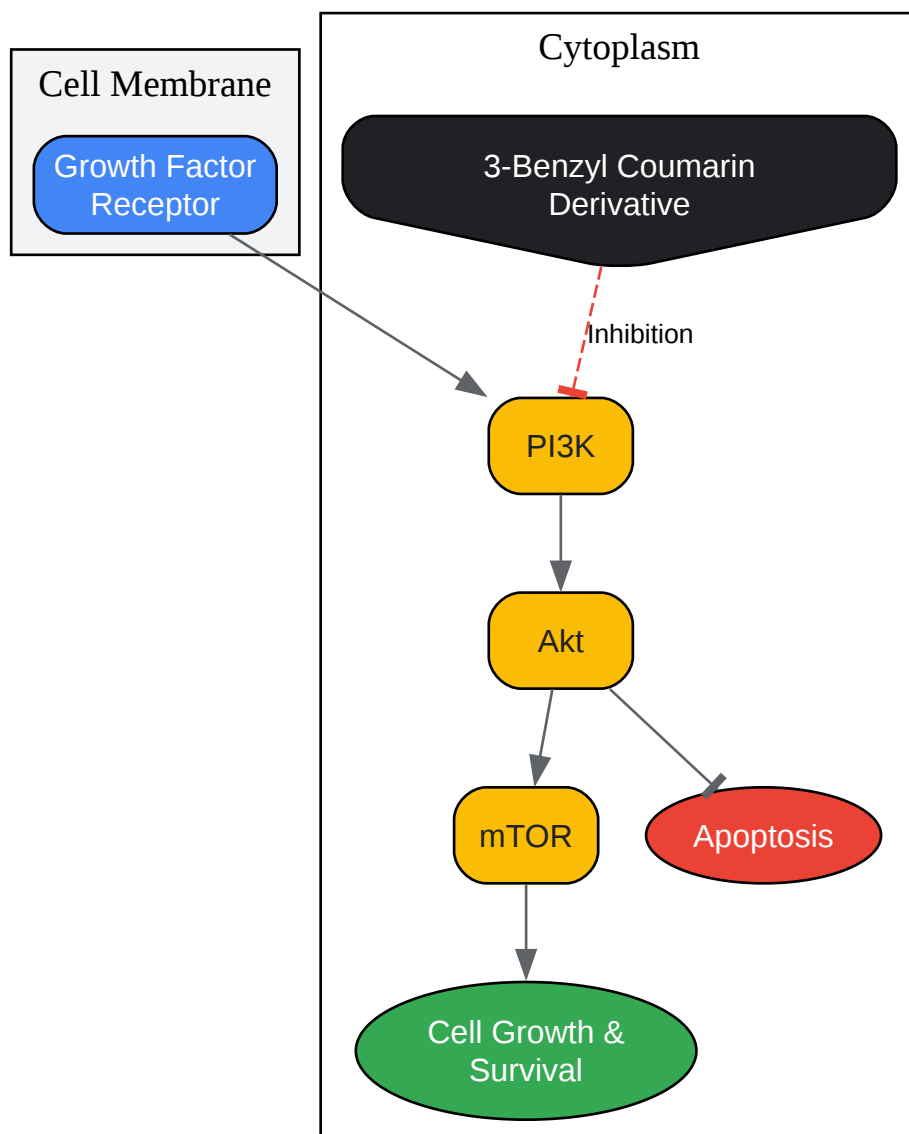 Cell Membrane
Growth Factor
Receptor
Cytoplasm
3-Benzyl Coumarin
Derivative
Inhibition
PI3K
Akt
mTOR
Apoptosis
Cell Growth &
Survival